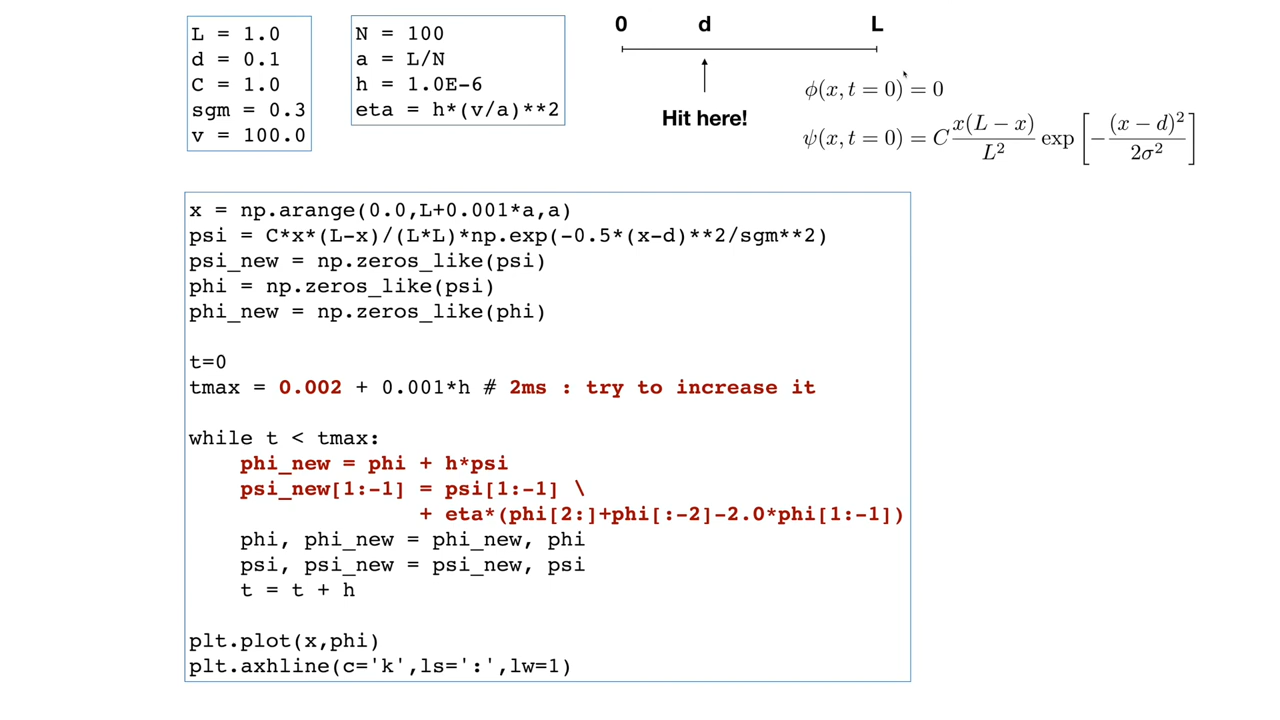 L = 1.0
d = 0.1
C = 1.0
sgm = 0.3
v = 100.0
N = 100
a = L/N
h = 1.0E-6
eta = h*(v/a)**2
0 d L
Hit here!
ϕ(x, t = 0) = 0
ψ(x, t = 0) = C x(L − x)/L² exp [−(x − d)²/2σ²]
x = np.arange(0.0,L+0.001*a,a)
psi = C*x*(L-x)/(L*L)*np.exp(-0.5*(x-d)**2/sgm**2)
psi_new = np.zeros_like(psi)
phi = np.zeros_like(psi)
phi_new = np.zeros_like(phi)
t=0
tmax = 0.002 + 0.001*h # 2ms : try to increase it
while t < tmax:
    phi_new = phi + h*psi
    psi_new[1:-1] = psi[1:-1] \
                  + eta*(phi[2:]+phi[:-2]-2.0*phi[1:-1])
    phi, phi_new = phi_new, phi
    psi, psi_new = psi_new, psi
    t = t + h
plt.plot(x,phi)
plt.axhline(c='k',ls=':',lw=1)